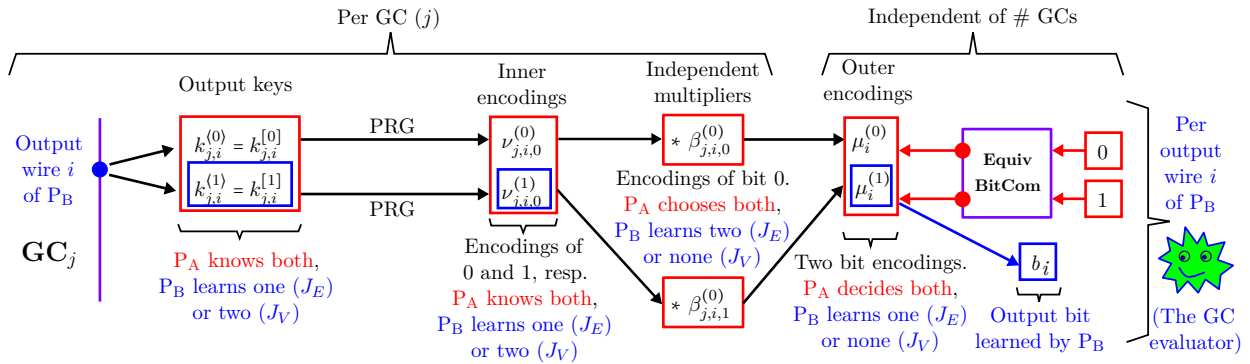 Per GC (j)
Independent of # GCs
Output keys
Inner
encodings
Independent
multipliers
Outer
encodings
Output
wire i
of P_B
GC_j
k_{j,i}^{⟨0⟩} = k_{j,i}^{[0]}
k_{j,i}^{⟨1⟩} = k_{j,i}^{[1]}
PRG
PRG
P_A knows both,
P_B learns one (J_E)
or two (J_V)
ν_{j,i,0}^{(0)}
ν_{j,i,0}^{(1)}
Encodings of
0 and 1, resp.
P_A knows both,
P_B learns one (J_E)
or two (J_V)
* β_{j,i,0}^{(0)}
Encodings of bit 0.
P_A chooses both,
P_B learns two (J_E)
or none (J_V)
* β_{j,i,1}^{(0)}
μ_i^{(0)}
μ_i^{(1)}
Two bit encodings.
P_A decides both,
P_B learns one (J_E)
or none (J_V)
Equiv
BitCom
0
1
b_i
Output bit
learned by P_B
Per
output
wire i
of P_B
(The GC
evaluator)